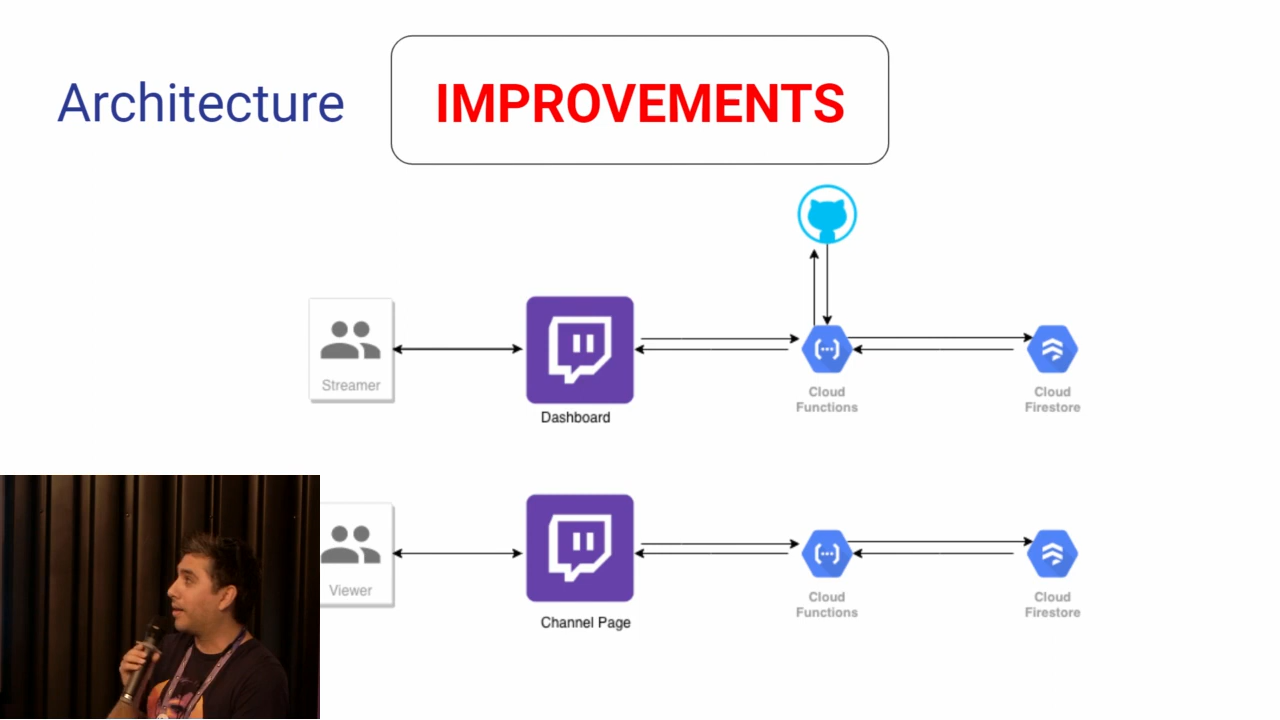 Architecture
IMPROVEMENTS
Streamer
Dashboard
Cloud
Functions
Cloud
Firestore
Viewer
Channel Page
Cloud
Functions
Cloud
Firestore